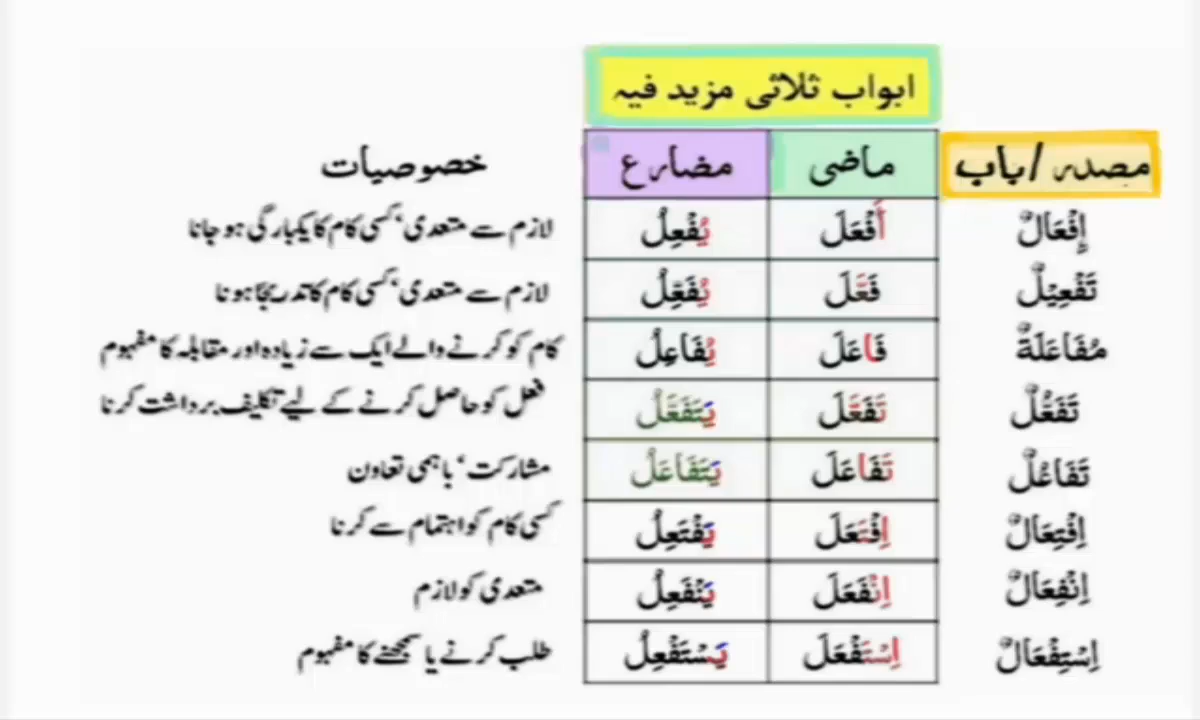 ابواب ثلاثی مزید فیہ
مصدر / باب ماضی مضارع خصوصیات
إِفْعَالٌ أَفْعَلَ يُفْعِلُ لازم سے متعدی، کسی کام کا یکبارگی ہو جانا
تَفْعِيْلٌ فَعَّلَ يُفَعِّلُ لازم سے متعدی، کسی کام کا تدریجاً ہونا
مُفَاعَلَةٌ فَاعَلَ يُفَاعِلُ کام کو کرنے والے ایک سے زیادہ اور مقابلہ کا مفہوم
تَفَعُّلٌ تَفَعَّلَ يَتَفَعَّلُ فعل کو حاصل کرنے کے لیے تکلیف برداشت کرنا
تَفَاعُلٌ تَفَاعَلَ يَتَفَاعَلُ مشارکت، باہمی تعاون
اِفْتِعَالٌ اِفْتَعَلَ يَفْتَعِلُ کسی کام کو اہتمام سے کرنا
اِنْفِعَالٌ اِنْفَعَلَ يَنْفَعِلُ متعدی کو لازم
اِسْتِفْعَالٌ اِسْتَفْعَلَ يَسْتَفْعِلُ طلب کرنے یا سمجھنے کا مفہوم